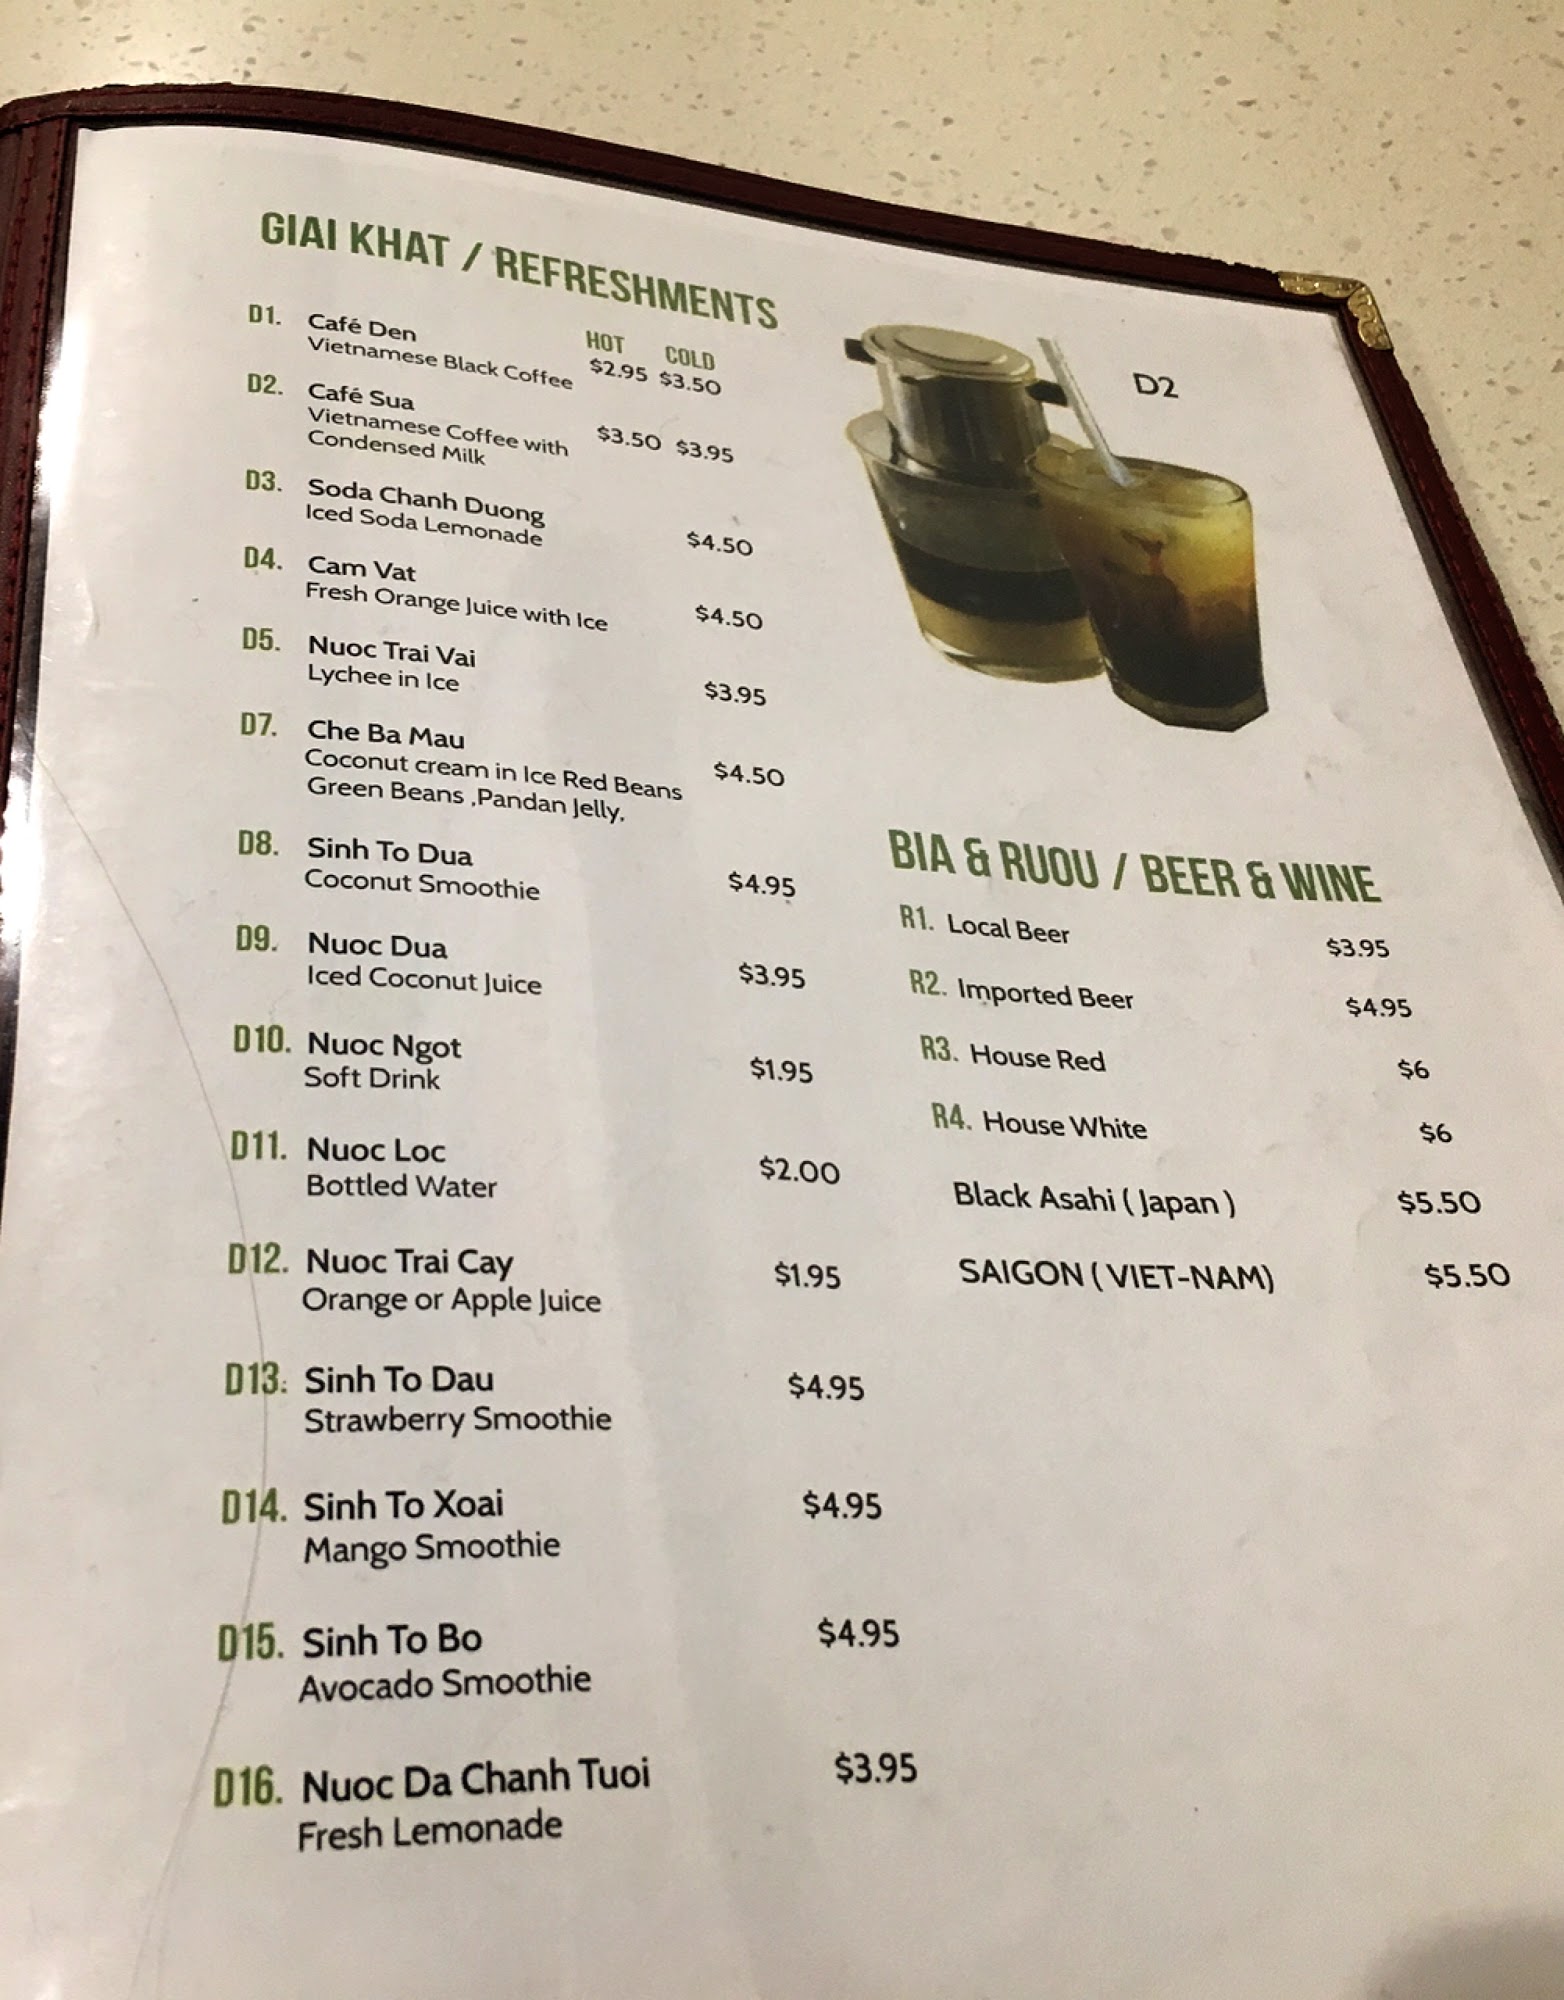 GIAI KHAT / REFRESHMENTS
HOT COLD
D1. Café Den
Vietnamese Black Coffee $2.95 $3.50
D2. Café Sua
Vietnamese Coffee with $3.50 $3.95
Condensed Milk
D3. Soda Chanh Duong
Iced Soda Lemonade $4.50
D4. Cam Vat
Fresh Orange Juice with Ice $4.50
D5. Nuoc Trai Vai
Lychee in Ice $3.95
D7. Che Ba Mau
Coconut cream in Ice Red Beans $4.50
Green Beans ,Pandan Jelly,
D8. Sinh To Dua
Coconut Smoothie $4.95
D9. Nuoc Dua
Iced Coconut Juice $3.95
D10. Nuoc Ngot
Soft Drink $1.95
D11. Nuoc Loc
Bottled Water $2.00
D12. Nuoc Trai Cay
Orange or Apple Juice $1.95
D13. Sinh To Dau
Strawberry Smoothie $4.95
D14. Sinh To Xoai
Mango Smoothie $4.95
D15. Sinh To Bo
Avocado Smoothie $4.95
D16. Nuoc Da Chanh Tuoi $3.95
Fresh Lemonade
D2
BIA & RUOU / BEER & WINE
R1. Local Beer $3.95
R2. Imported Beer $4.95
R3. House Red $6
R4. House White $6
Black Asahi ( Japan ) $5.50
SAIGON ( VIET-NAM) $5.50